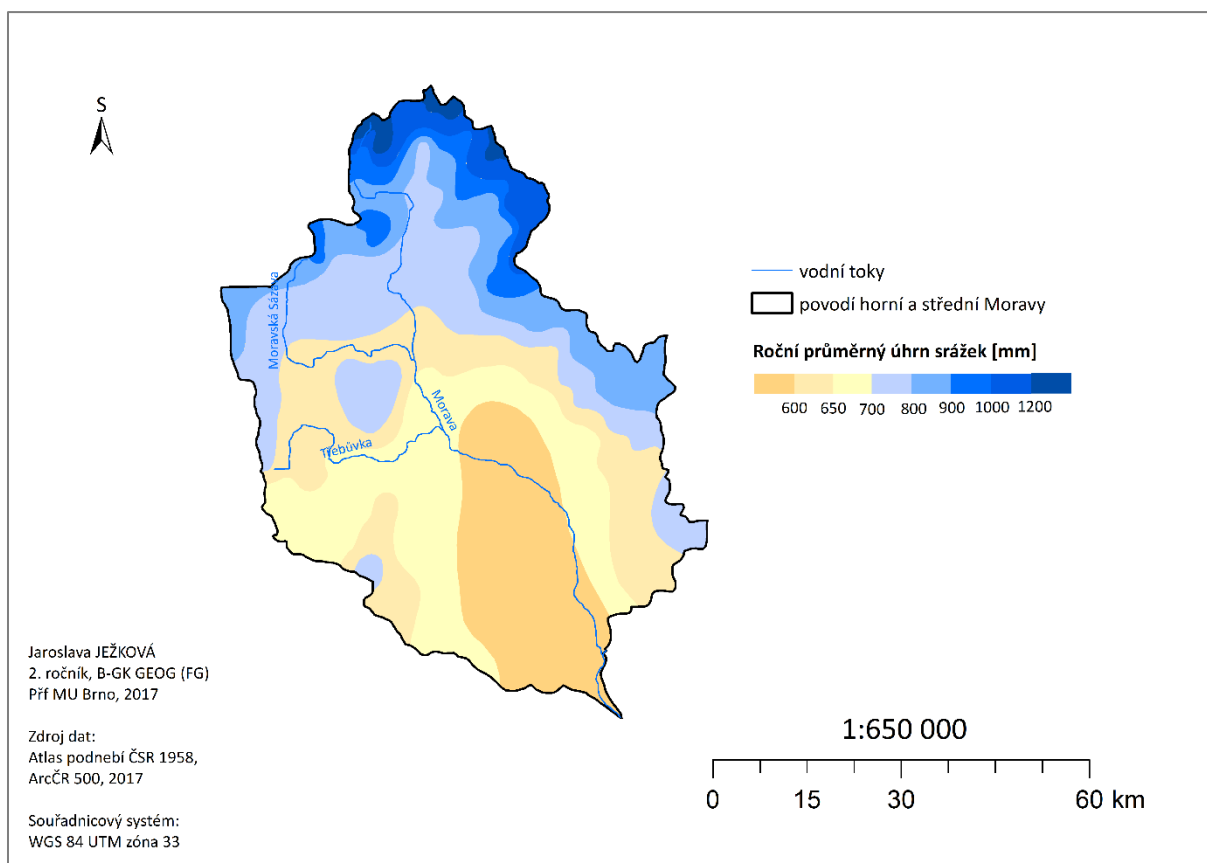 S
vodní toky
povodí horní a střední Moravy
Roční průměrný úhrn srážek [mm]
600 650 700 800 900 1000 1200
Moravská Sázava
Morava
Třebůvka
Jaroslava JEŽKOVÁ
2. ročník, B-GK GEOG (FG)
Přf MU Brno, 2017
Zdroj dat:
Atlas podnebí ČSR 1958,
ArcČR 500, 2017
Souřadnicový systém:
WGS 84 UTM zóna 33
1:650 000
0 15 30 60 km